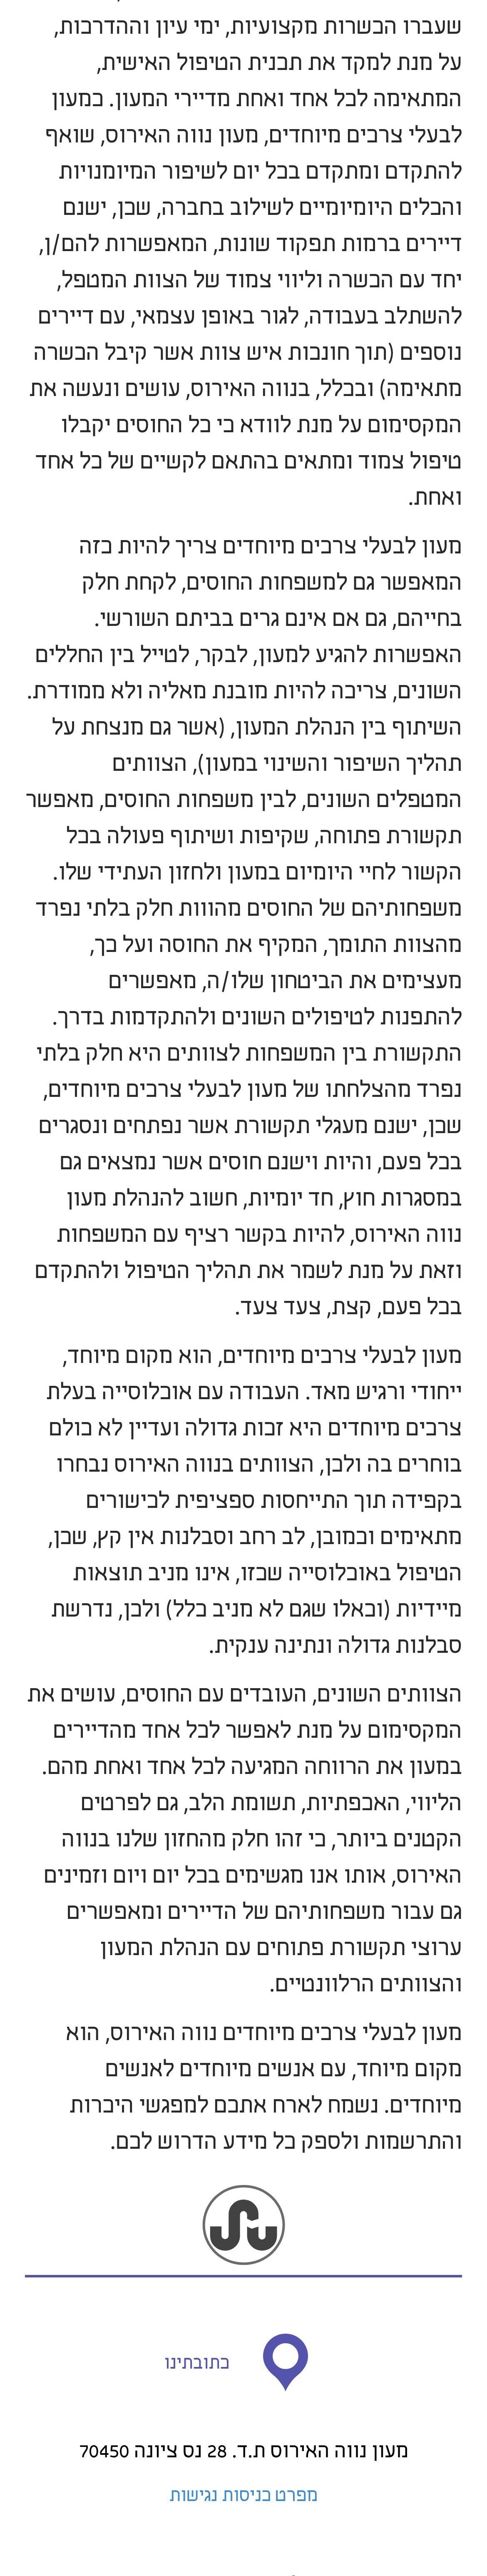 שעברו הכשרות מקצועיות, ימי עיון וההדרכות,
על מנת למקד את תכנית הטיפול האישית,
המתאימה לכל אחד ואחת מדיירי המעון. כמעון
לבעלי צרכים מיוחדים, מעון נווה האירוס, שואף
להתקדם ומתקדם בכל יום לשיפור המיומנויות
והכלים היומיומיים לשילוב בחברה, שכן, ישנם
דיירים ברמות תפקוד שונות, המאפשרות להם/ן,
יחד עם הכשרה וליווי צמוד של הצוות המטפל,
להשתלב בעבודה, לגור באופן עצמאי, עם דיירים
נוספים (תוך חונכות איש צוות אשר קיבל הכשרה
מתאימה) ובכלל, בנווה האירוס, עושים ונעשה את
המקסימום על מנת לוודא כי כל החוסים יקבלו
טיפול צמוד ומתאים בהתאם לקשיים של כל אחד
ואחת.
מעון לבעלי צרכים מיוחדים צריך להיות כזה
המאפשר גם למשפחות החוסים, לקחת חלק
בחייהם, גם אם אינם גרים בביתם השורשי.
האפשרות להגיע למעון, לבקר, לטייל בין החללים
השונים, צריכה להיות מובנת מאליה ולא ממודרת.
השיתוף בין הנהלת המעון, (אשר גם מנצחת על
תהליך השיפור והשינוי במעון), הצוותים
המטפלים השונים, לבין משפחות החוסים, מאפשר
תקשורת פתוחה, שקיפות ושיתוף פעולה בכל
הקשור לחיי היומיום במעון ולחזון העתידי שלו.
משפחותיהם של החוסים מהווות חלק בלתי נפרד
מהצוות התומך, המקיף את החוסה ועל כך,
מעצימים את הביטחון שלו/ה, מאפשרים
להתפנות לטיפולים השונים ולהתקדמות בדרך.
התקשורת בין המשפחות לצוותים היא חלק בלתי
נפרד מהצלחתו של מעון לבעלי צרכים מיוחדים,
שכן, ישנם מעגלי תקשורת אשר נפתחים ונסגרים
בכל פעם, והיות וישנם חוסים אשר נמצאים גם
במסגרות חוץ, חד יומיות, חשוב להנהלת מעון
נווה האירוס, להיות בקשר רציף עם המשפחות
וזאת על מנת לשמר את תהליך הטיפול ולהתקדם
בכל פעם, קצת, צעד צעד.
מעון לבעלי צרכים מיוחדים, הוא מקום מיוחד,
ייחודי ורגיש מאד. העבודה עם אוכלוסייה בעלת
צרכים מיוחדים היא זכות גדולה ועדיין לא כולם
בוחרים בה ולכן, הצוותים בנווה האירוס נבחרו
בקפידה תוך התייחסות ספציפית לכישורים
מתאימים וכמובן, לב רחב וסבלנות אין קץ, שכן,
הטיפול באוכלוסייה שכזו, אינו מניב תוצאות
מיידיות (וכאלו שגם לא מניב כלל) ולכן, נדרשת
סבלנות גדולה ונתינה ענקית.
הצוותים השונים, העובדים עם החוסים, עושים את
המקסימום על מנת לאפשר לכל אחד מהדיירים
במעון את הרווחה המגיעה לכל אחד ואחת מהם.
הליווי, האכפתיות, תשומת הלב, גם לפרטים
הקטנים ביותר, כי זהו חלק מהחזון שלנו בנווה
האירוס, אותו אנו מגשימים בכל יום ויום וזמינים
גם עבור משפחותיהם של הדיירים ומאפשרים
ערוצי תקשורת פתוחים עם הנהלת המעון
והצוותים הרלוונטיים.
מעון לבעלי צרכים מיוחדים נווה האירוס, הוא
מקום מיוחד, עם אנשים מיוחדים לאנשים
מיוחדים. נשמח לארח אתכם למפגשי היכרות
והתרשמות ולספק כל מידע הדרוש לכם.
כתובתינו
מעון נווה האירוס ת.ד. 28 נס ציונה 70450
מפרט כניסות נגישות